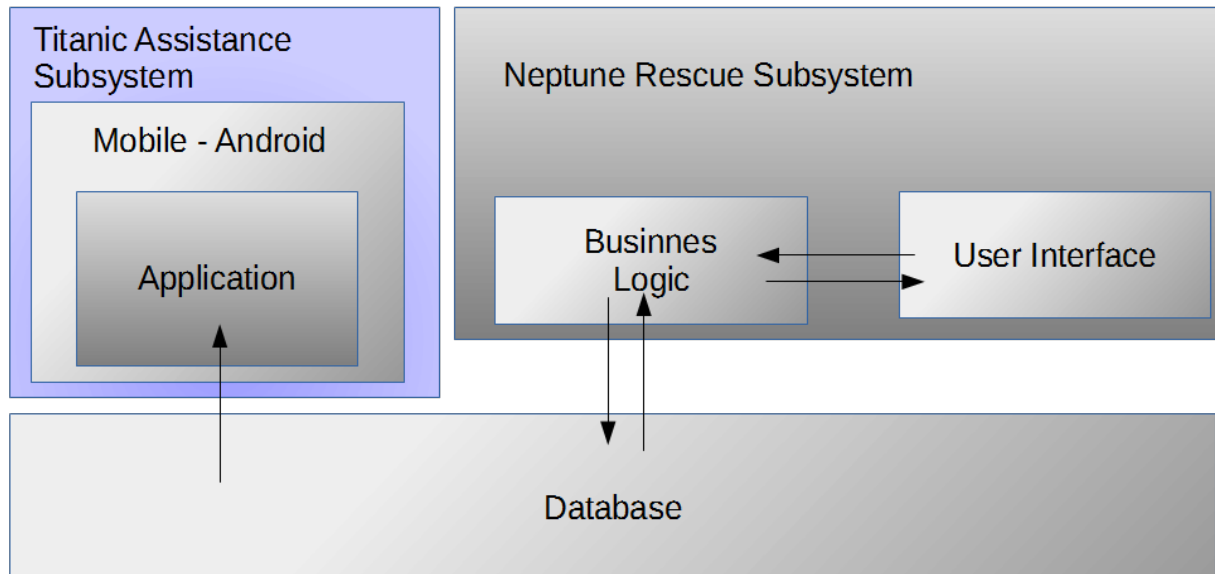 Titanic Assistance
Subsystem
Mobile - Android
Application
Neptune Rescue Subsystem
Businnes
Logic
User Interface
Database